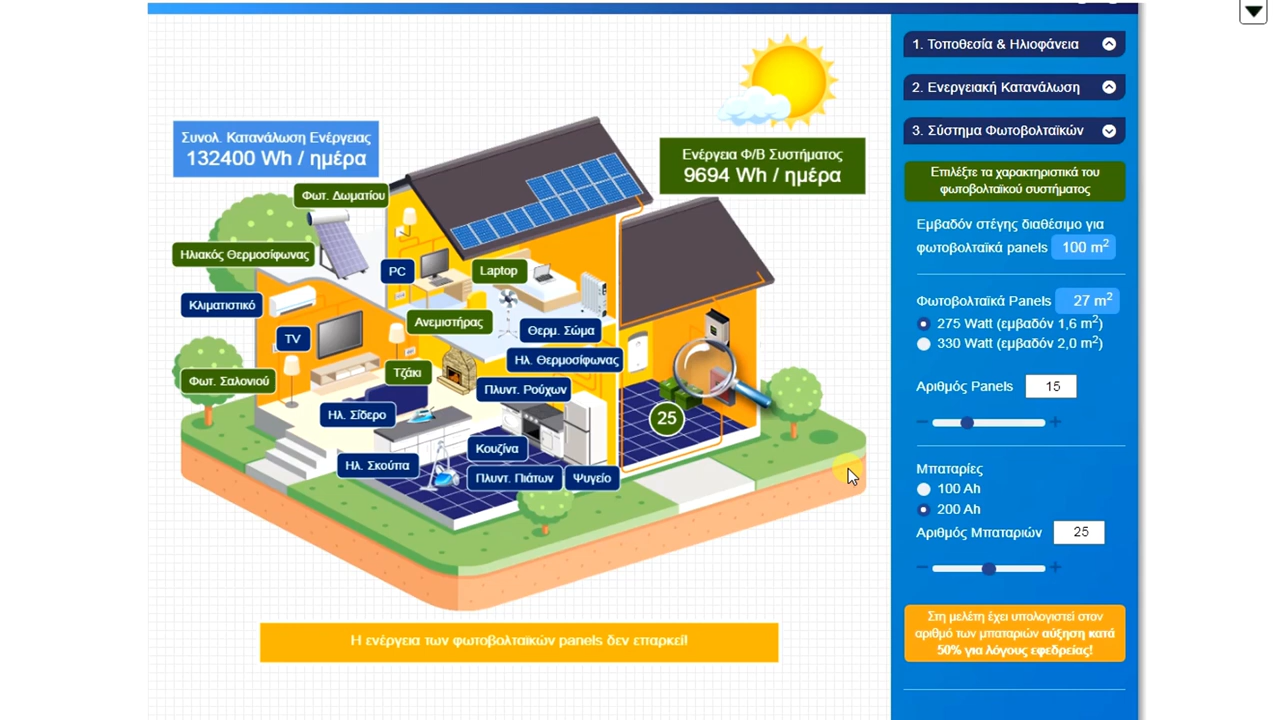 Συνολ. Κατανάλωση Ενέργειας
132400 Wh / ημέρα
Ενέργεια Φ/Β Συστήματος
9694 Wh / ημέρα
Φωτ. Δωματίου
Ηλιακός Θερμοσίφωνας
PC
Laptop
Κλιματιστικό
Ανεμιστήρας
Θερμ. Σώμα
TV
Ηλ. Θερμοσίφωνας
Τζάκι
Φωτ. Σαλονιού
Πλυντ. Ρούχων
Ηλ. Σίδερο
25
Κουζίνα
Ηλ. Σκούπα
Πλυντ. Πιάτων
Ψυγείο
Η ενέργεια των φωτοβολταϊκών panels δεν επαρκεί!
1. Τοποθεσία & Ηλιοφάνεια
2. Ενεργειακή Κατανάλωση
3. Σύστημα Φωτοβολταϊκών
Επιλέξτε τα χαρακτηριστικά του
φωτοβολταϊκού συστήματος
Εμβαδόν στέγης διαθέσιμο για
φωτοβολταϊκά panels 100 m²
Φωτοβολταϊκά Panels 27 m²
275 Watt (εμβαδόν 1,6 m²)
330 Watt (εμβαδόν 2,0 m²)
Αριθμός Panels 15
− +
Μπαταρίες
100 Ah
200 Ah
Αριθμός Μπαταριών 25
− +
Στη μελέτη έχει υπολογιστεί στον
αριθμό των μπαταριών αύξηση κατά
50% για λόγους εφεδρείας!